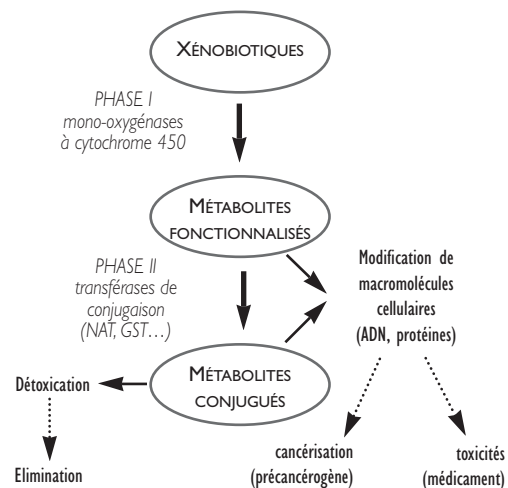 XÉNOBIOTIQUES
PHASE I
mono-oxygénases
à cytochrome 450
MÉTABOLITES
FONCTIONNALISÉS
PHASE II
transférases de
conjugaison
(NAT, GST…)
Modification de
macromolécules
cellulaires
(ADN, protéines)
MÉTABOLITES
CONJUGUÉS
Détoxication
Elimination
cancérisation
(précancérogène)
toxicités
(médicament)